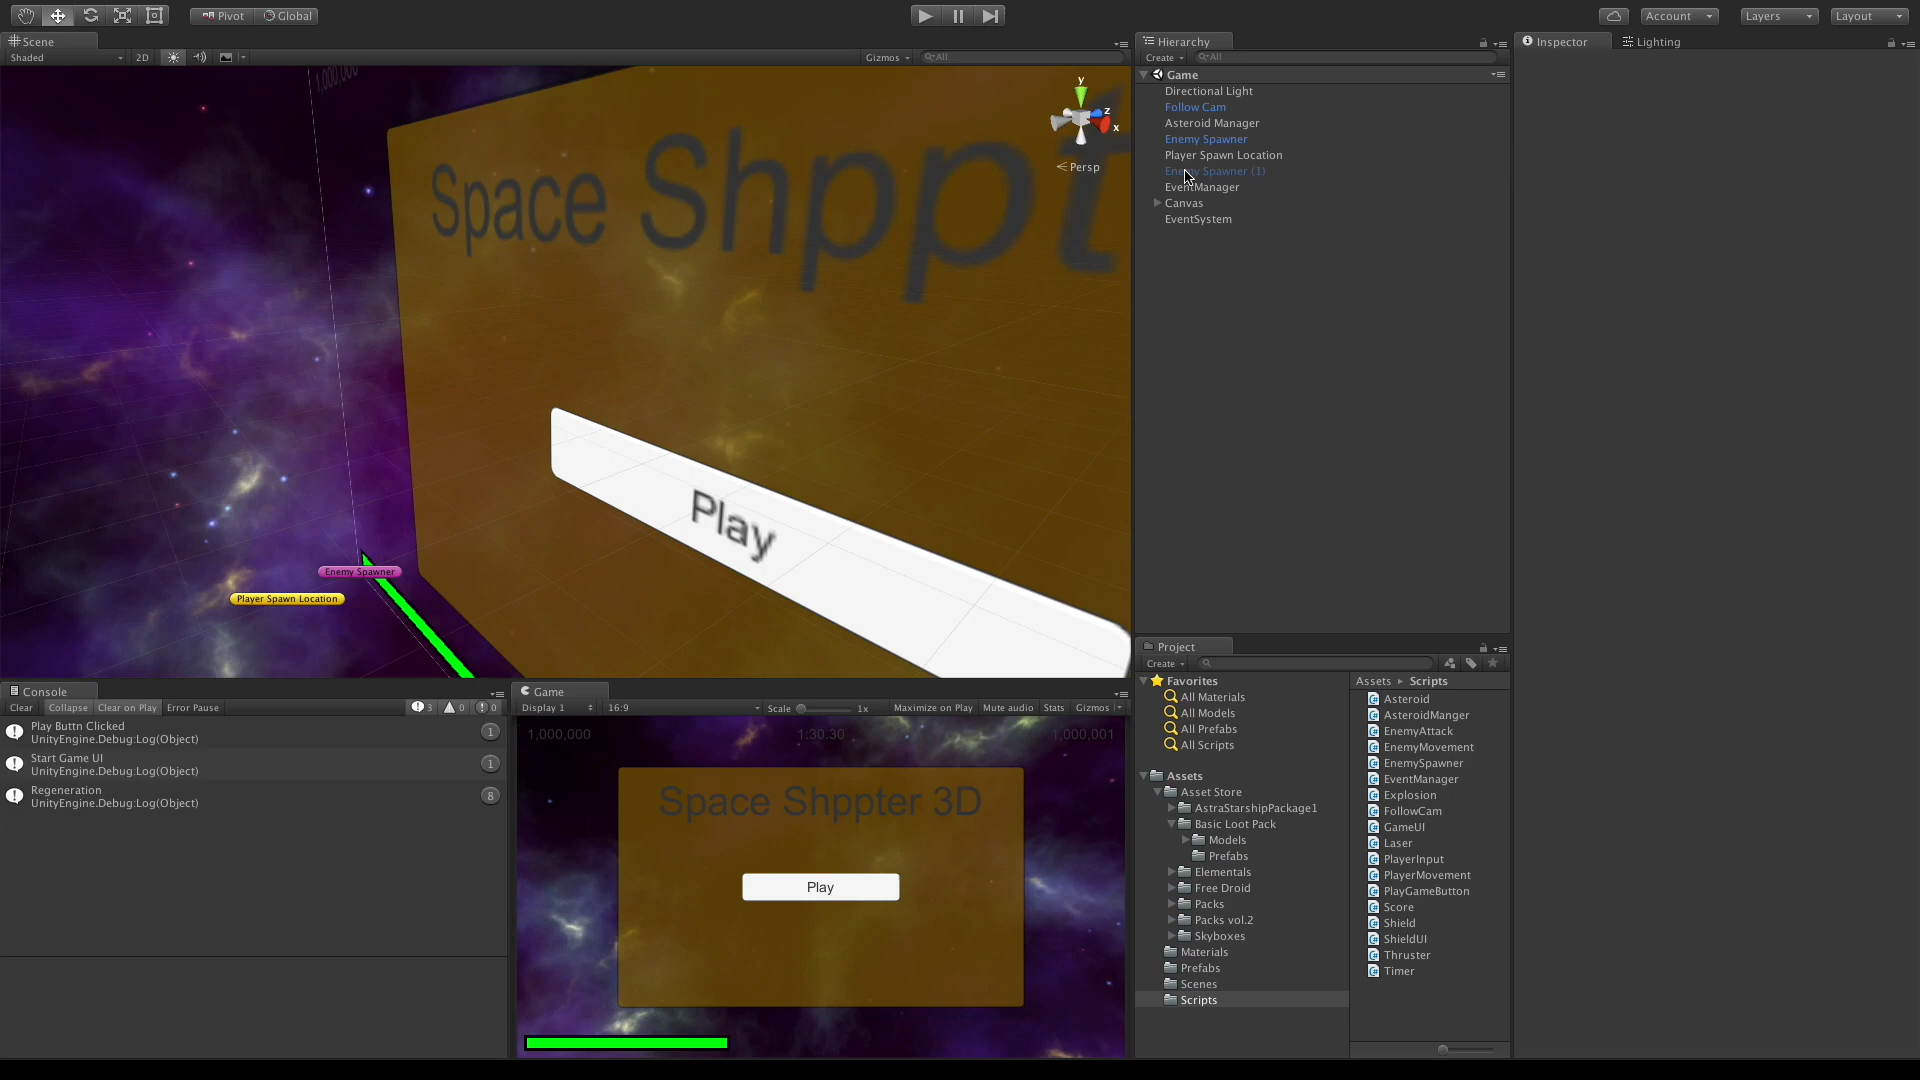 Pivot
Global
Account
Layers
Layout
Scene
Shaded
2D
Gizmos
All
1,000,000
y
z
x
Persp
Space Shppt
Play
Enemy Spawner
Player Spawn Location
Hierarchy
Create
All
Game
Directional Light
Follow Cam
Asteroid Manager
Enemy Spawner
Player Spawn Location
Enemy Spawner (1)
EventManager
Canvas
EventSystem
Inspector
Lighting
Console
Clear
Collapse
Clear on Play
Error Pause
3
0
0
Play Buttn Clicked
UnityEngine.Debug:Log(Object)
1
Start Game UI
UnityEngine.Debug:Log(Object)
1
Regeneration
UnityEngine.Debug:Log(Object)
8
Game
Display 1
16:9
Scale
1x
Maximize on Play
Mute audio
Stats
Gizmos
1,000,000
1:30.30
1,000,001
Space Shppter 3D
Play
Project
Create
Favorites
All Materials
All Models
All Prefabs
All Scripts
Assets
Asset Store
AstraStarshipPackage1
Basic Loot Pack
Models
Prefabs
Elementals
Free Droid
Packs
Packs vol.2
Skyboxes
Materials
Prefabs
Scenes
Scripts
Assets
Scripts
Asteroid
AsteroidManger
EnemyAttack
EnemyMovement
EnemySpawner
EventManager
Explosion
FollowCam
GameUI
Laser
PlayerInput
PlayerMovement
PlayGameButton
Score
Shield
ShieldUI
Thruster
Timer